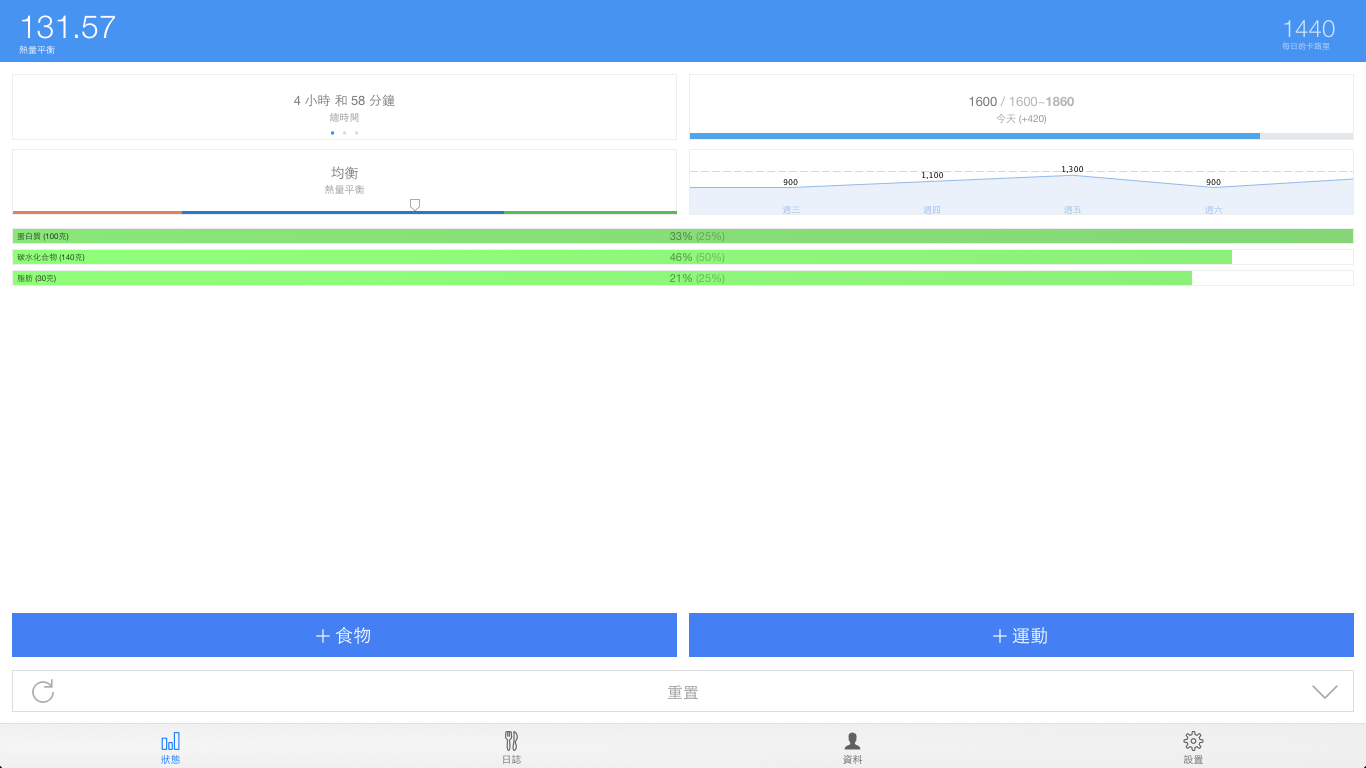 131.57
熱量平衡
1440
每日的卡路里
4 小時 和 58 分鐘
總時間
1600 / 1600~1860
今天 (+420)
均衡
熱量平衡
900
1,100
1,300
900
週三
週四
週五
週六
蛋白質 (100克)
33% (25%)
碳水化合物 (140克)
46% (50%)
脂肪 (30克)
21% (25%)
+ 食物
+ 運動
重置
狀態
日誌
資料
設置